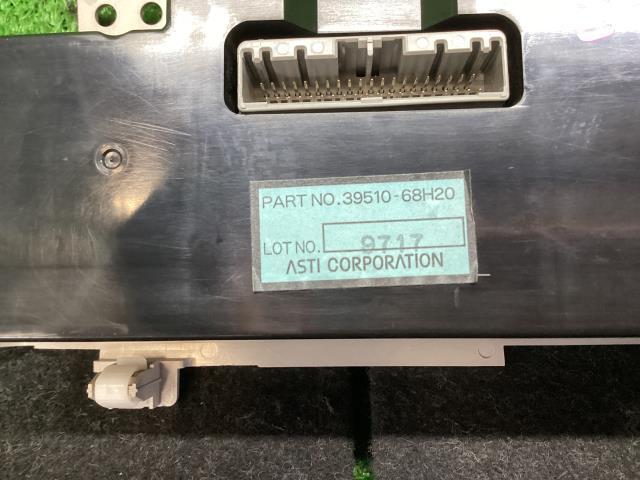 PART NO.39510-68H20
LOT NO. 9717
ASTI CORPORATION